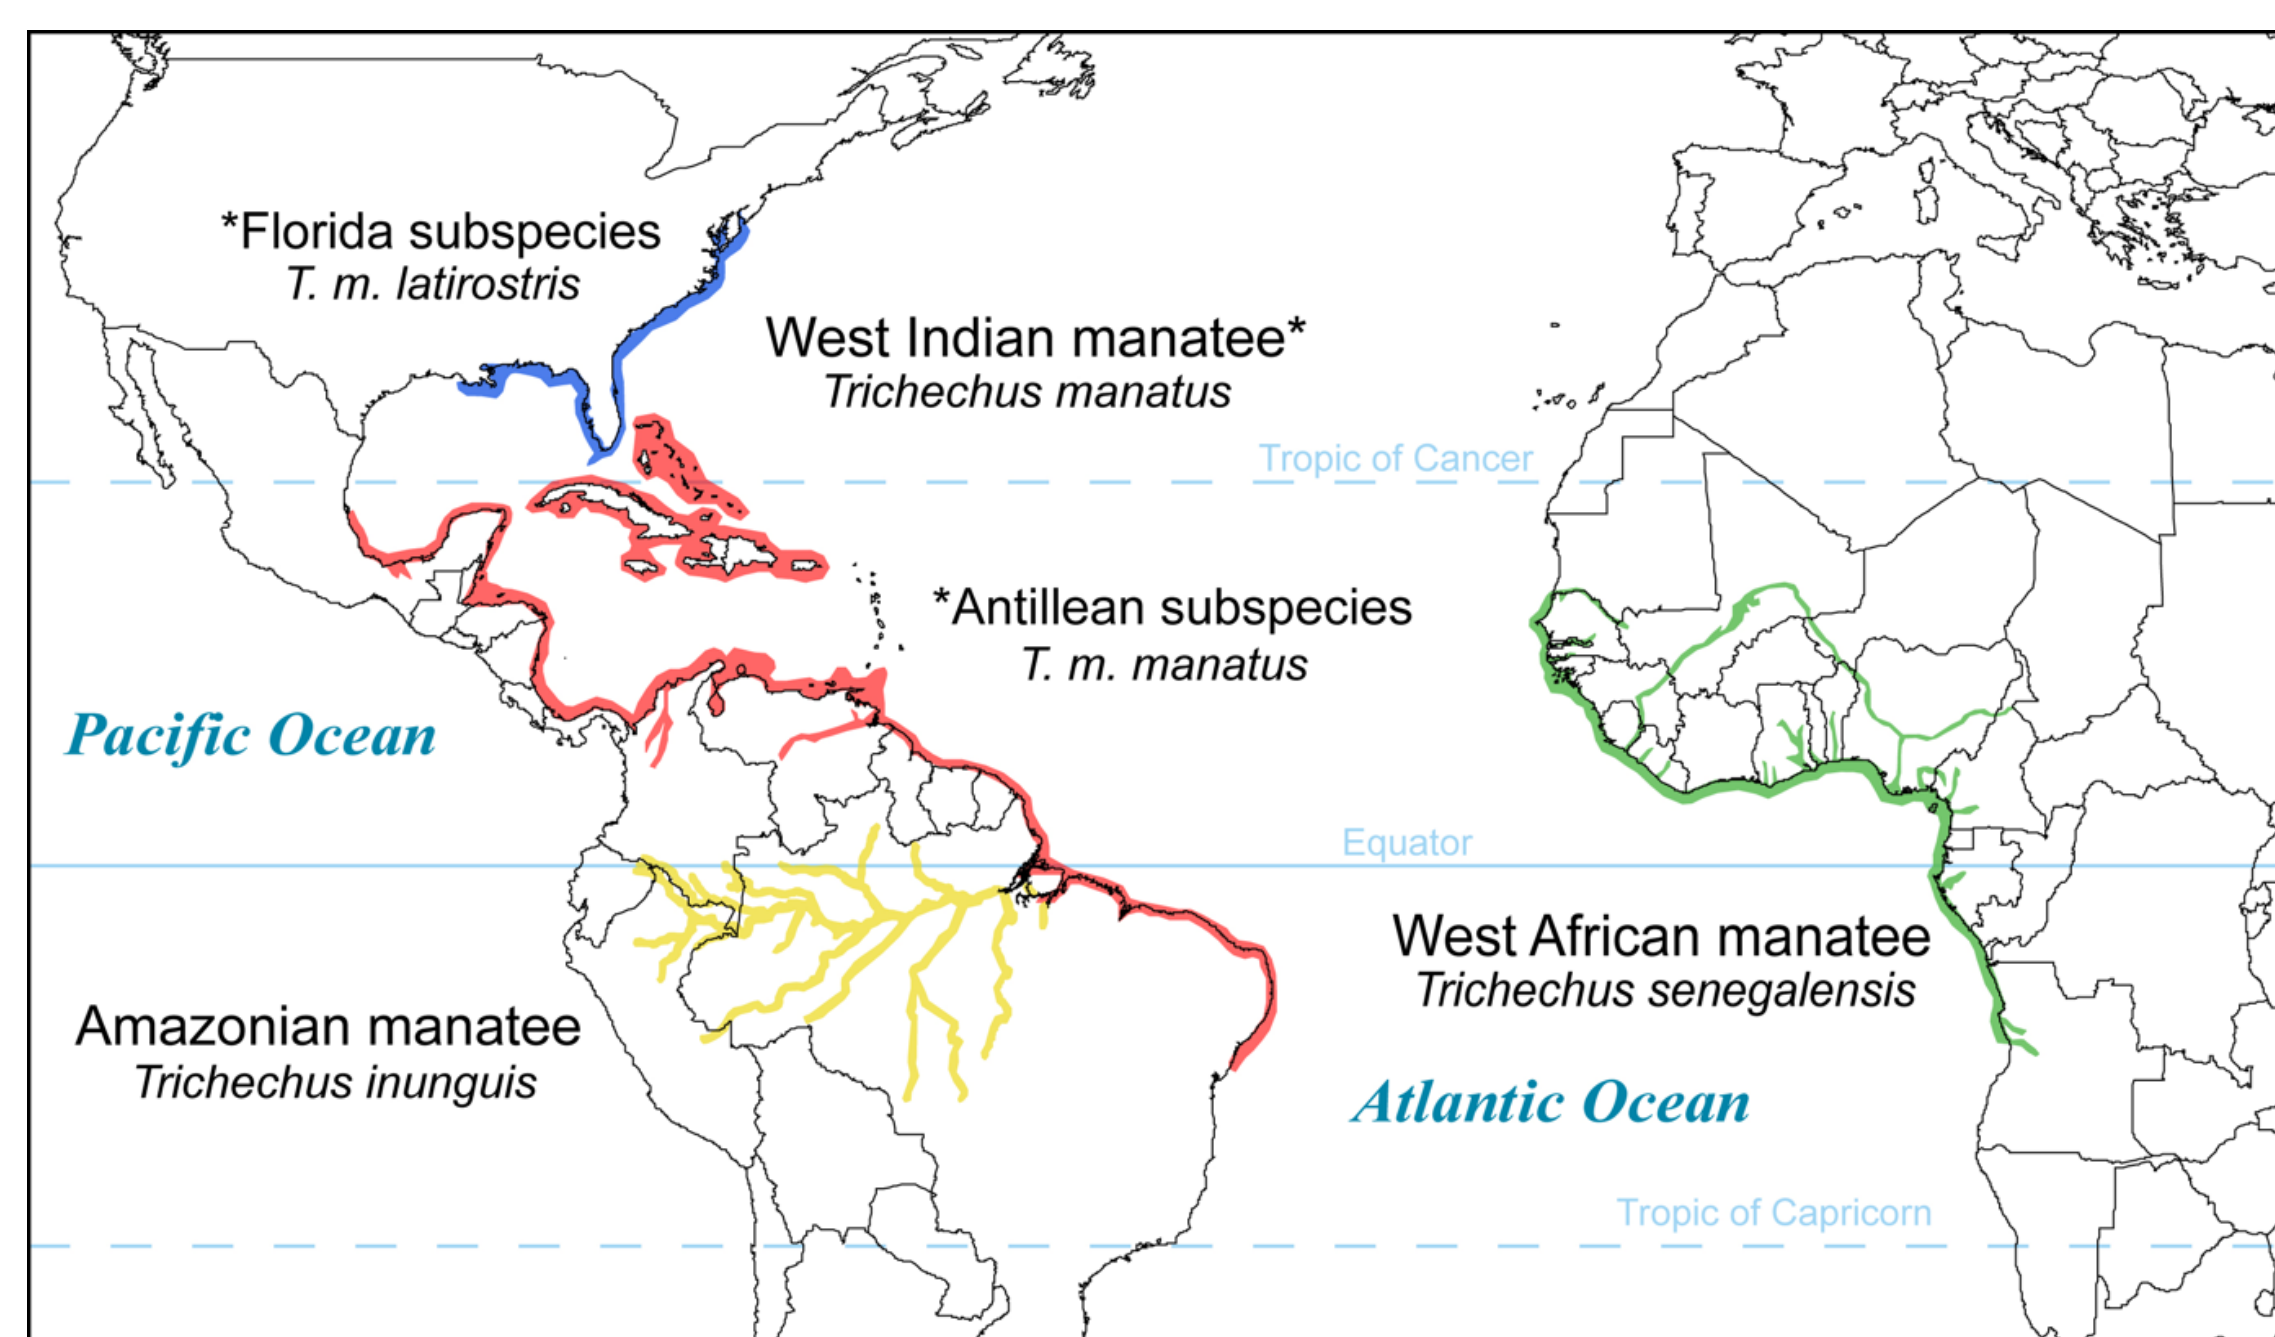 *Florida subspecies
T. m. latirostris
West Indian manatee*
Trichechus manatus
Tropic of Cancer
*Antillean subspecies
T. m. manatus
Pacific Ocean
Equator
West African manatee
Trichechus senegalensis
Amazonian manatee
Trichechus inunguis
Atlantic Ocean
Tropic of Capricorn